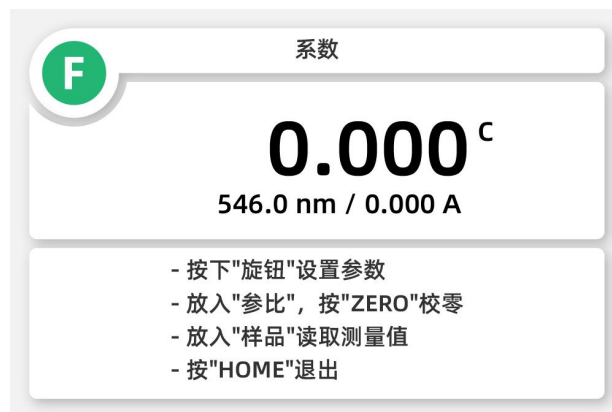 F
系数
0.000 C
546.0 nm / 0.000 A
- 按下"旋钮"设置参数
- 放入"参比"，按"ZERO"校零
- 放入"样品"读取测量值
- 按"HOME"退出